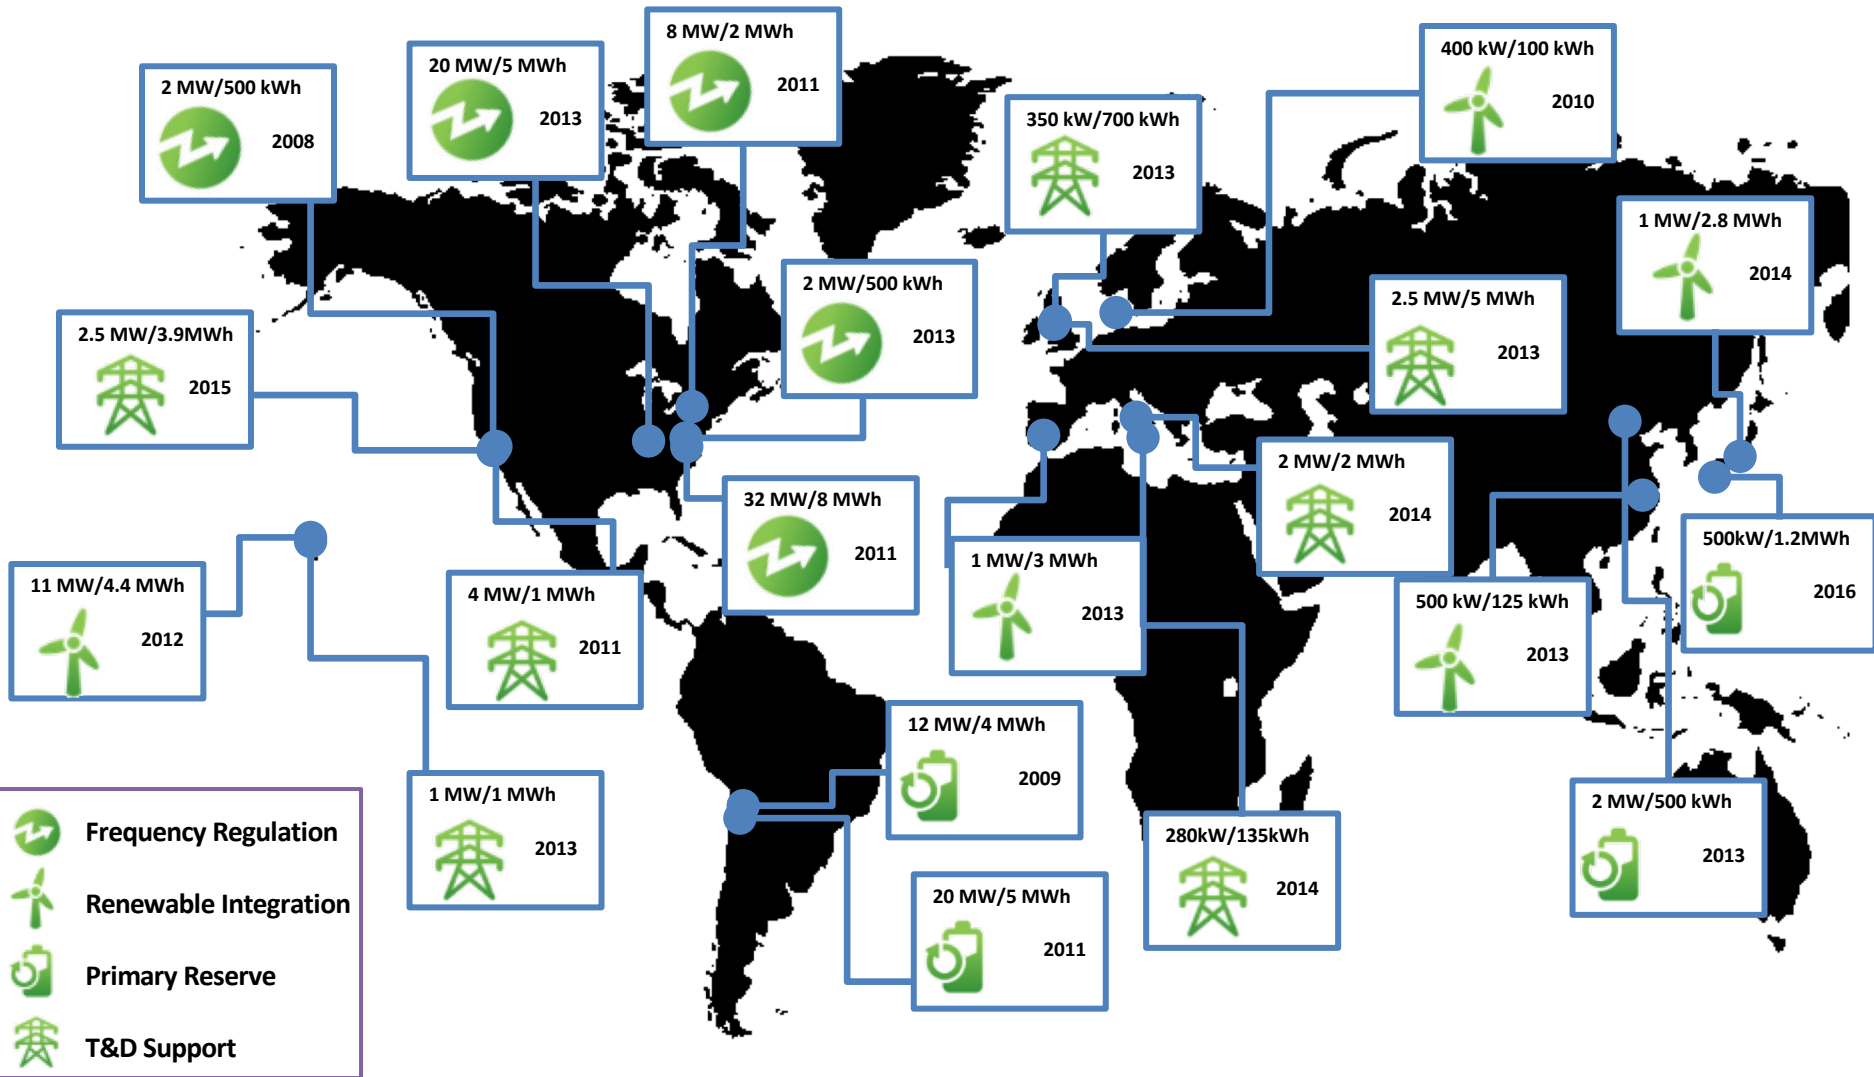 8 MW/2 MWh
2011
400 kW/100 kWh
2010
20 MW/5 MWh
2013
2 MW/500 kWh
2008
350 kW/700 kWh
2013
1 MW/2.8 MWh
2014
2 MW/500 kWh
2013
2.5 MW/5 MWh
2013
2.5 MW/3.9MWh
2015
2 MW/2 MWh
2014
32 MW/8 MWh
2011
500kW/1.2MWh
2016
1 MW/3 MWh
2013
11 MW/4.4 MWh
2012
4 MW/1 MWh
2011
500 kW/125 kWh
2013
12 MW/4 MWh
2009
1 MW/1 MWh
2013
2 MW/500 kWh
2013
280kW/135kWh
2014
20 MW/5 MWh
2011
Frequency Regulation
Renewable Integration
Primary Reserve
T&D Support